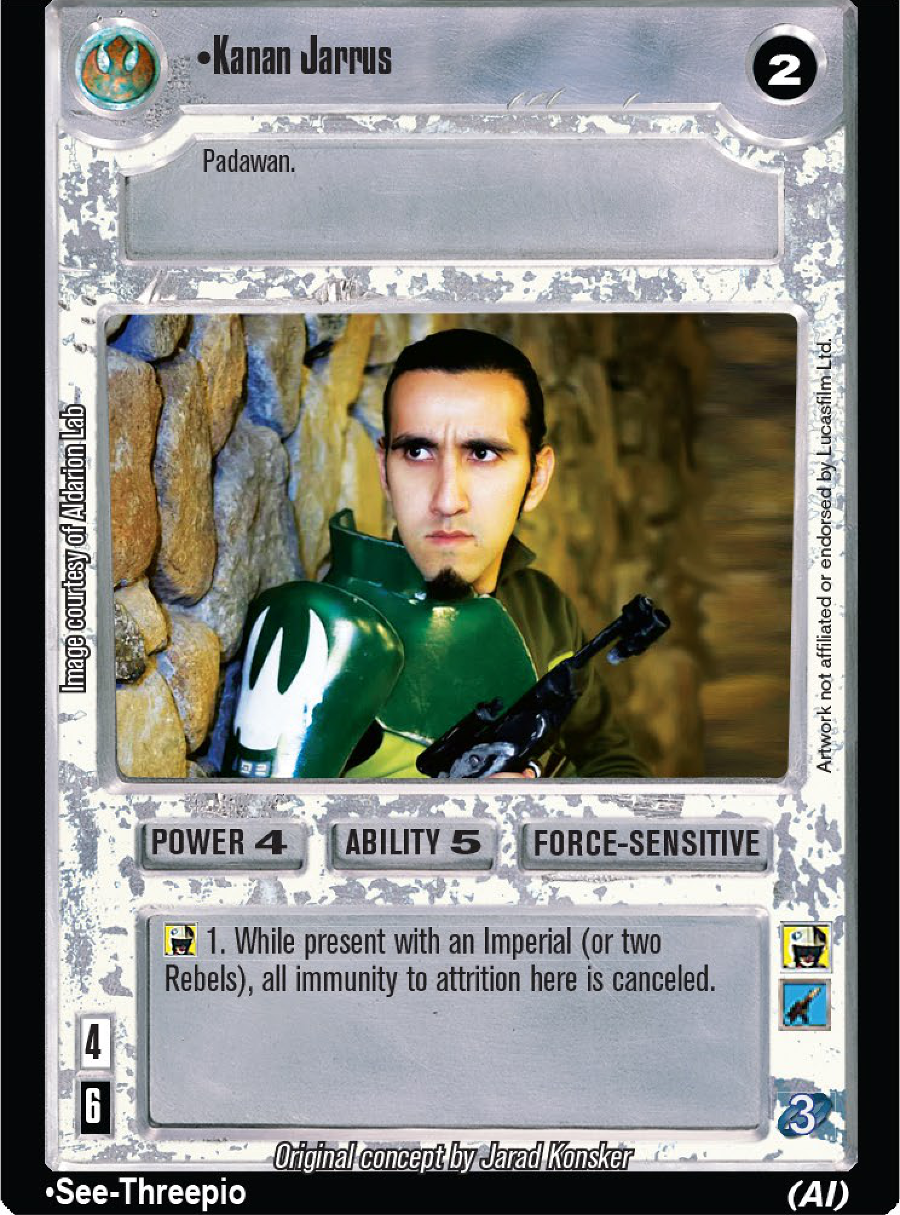 •Kanan Jarrus
2
Padawan.
Image courtesy of Aldarion Lab
Artwork not affiliated or endorsed by Lucasfilm Ltd.
POWER 4
ABILITY 5
FORCE-SENSITIVE
1. While present with an Imperial (or two
Rebels), all immunity to attrition here is canceled.
4
6
3
Original concept by Jarad Konsker
•See-Threepio
(AI)